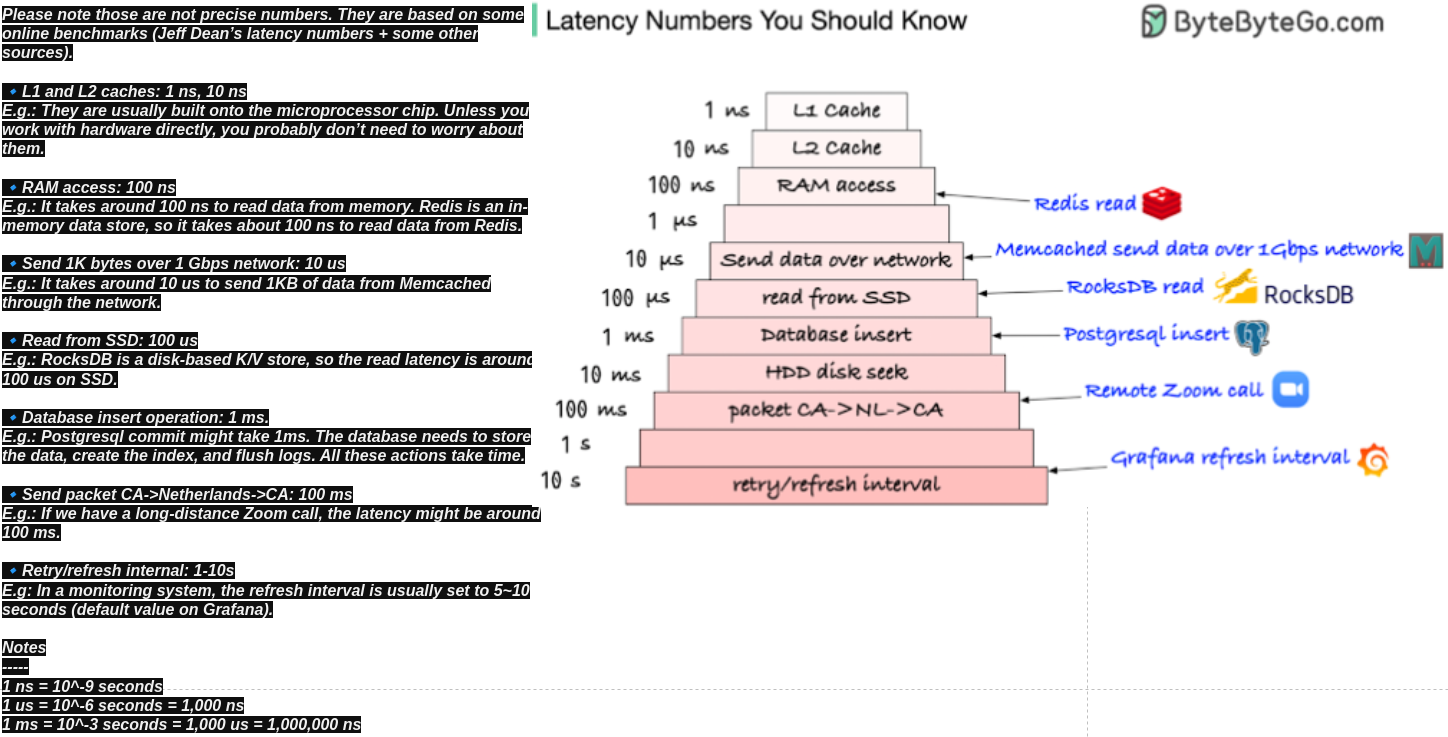 Please note those are not precise numbers. They are based on some
online benchmarks (Jeff Dean's latency numbers + some other
sources).
🔹L1 and L2 caches: 1 ns, 10 ns
E.g.: They are usually built onto the microprocessor chip. Unless you
work with hardware directly, you probably don't need to worry about
them.
🔹RAM access: 100 ns
E.g.: It takes around 100 ns to read data from memory. Redis is an in-
memory data store, so it takes about 100 ns to read data from Redis.
🔹Send 1K bytes over 1 Gbps network: 10 us
E.g.: It takes around 10 us to send 1KB of data from Memcached
through the network.
🔹Read from SSD: 100 us
E.g.: RocksDB is a disk-based K/V store, so the read latency is around
100 us on SSD.
🔹Database insert operation: 1 ms.
E.g.: Postgresql commit might take 1ms. The database needs to store
the data, create the index, and flush logs. All these actions take time.
🔹Send packet CA->Netherlands->CA: 100 ms
E.g.: If we have a long-distance Zoom call, the latency might be around
100 ms.
🔹Retry/refresh internal: 1-10s
E.g: In a monitoring system, the refresh interval is usually set to 5~10
seconds (default value on Grafana).
Notes
-----
1 ns = 10^-9 seconds
1 us = 10^-6 seconds = 1,000 ns
1 ms = 10^-3 seconds = 1,000 us = 1,000,000 ns
Latency Numbers You Should Know
ByteByteGo.com
1 ns L1 Cache
10 ns L2 Cache
100 ns RAM access Redis read
1 µs
10 µs Send data over network Memcached send data over 1Gbps network
100 µs read from SSD RocksDB read RocksDB
1 ms Database insert Postgresql insert
10 ms HDD disk seek
100 ms packet CA->NL->CA Remote Zoom call
1 s
10 s retry/refresh interval Grafana refresh interval